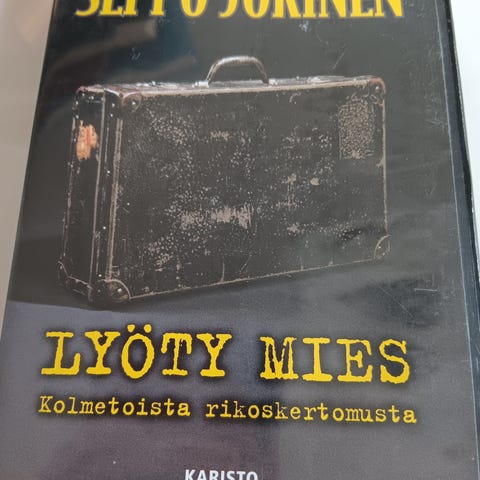 SEPPO JOKINEN
LYÖTY MIES
Kolmetoista rikoskertomusta
KARISTO